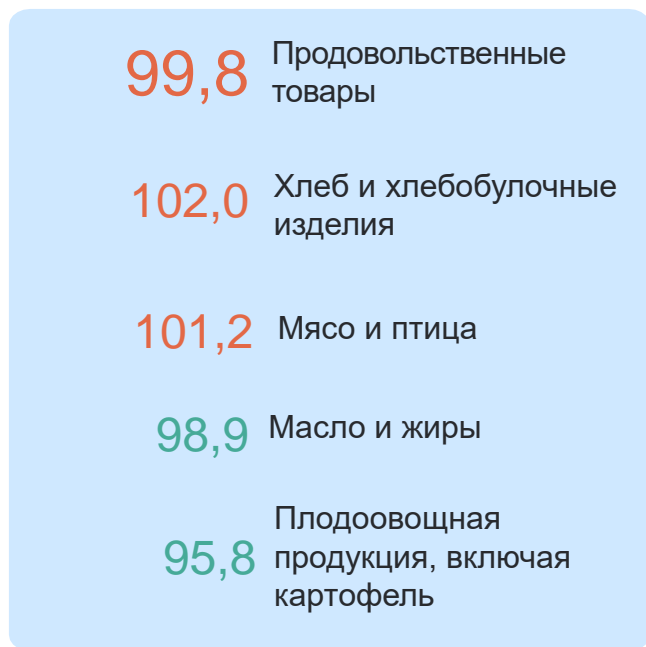 99,8 Продовольственные
товары
102,0 Хлеб и хлебобулочные
изделия
101,2 Мясо и птица
98,9 Масло и жиры
Плодоовощная
95,8 продукция, включая
картофель